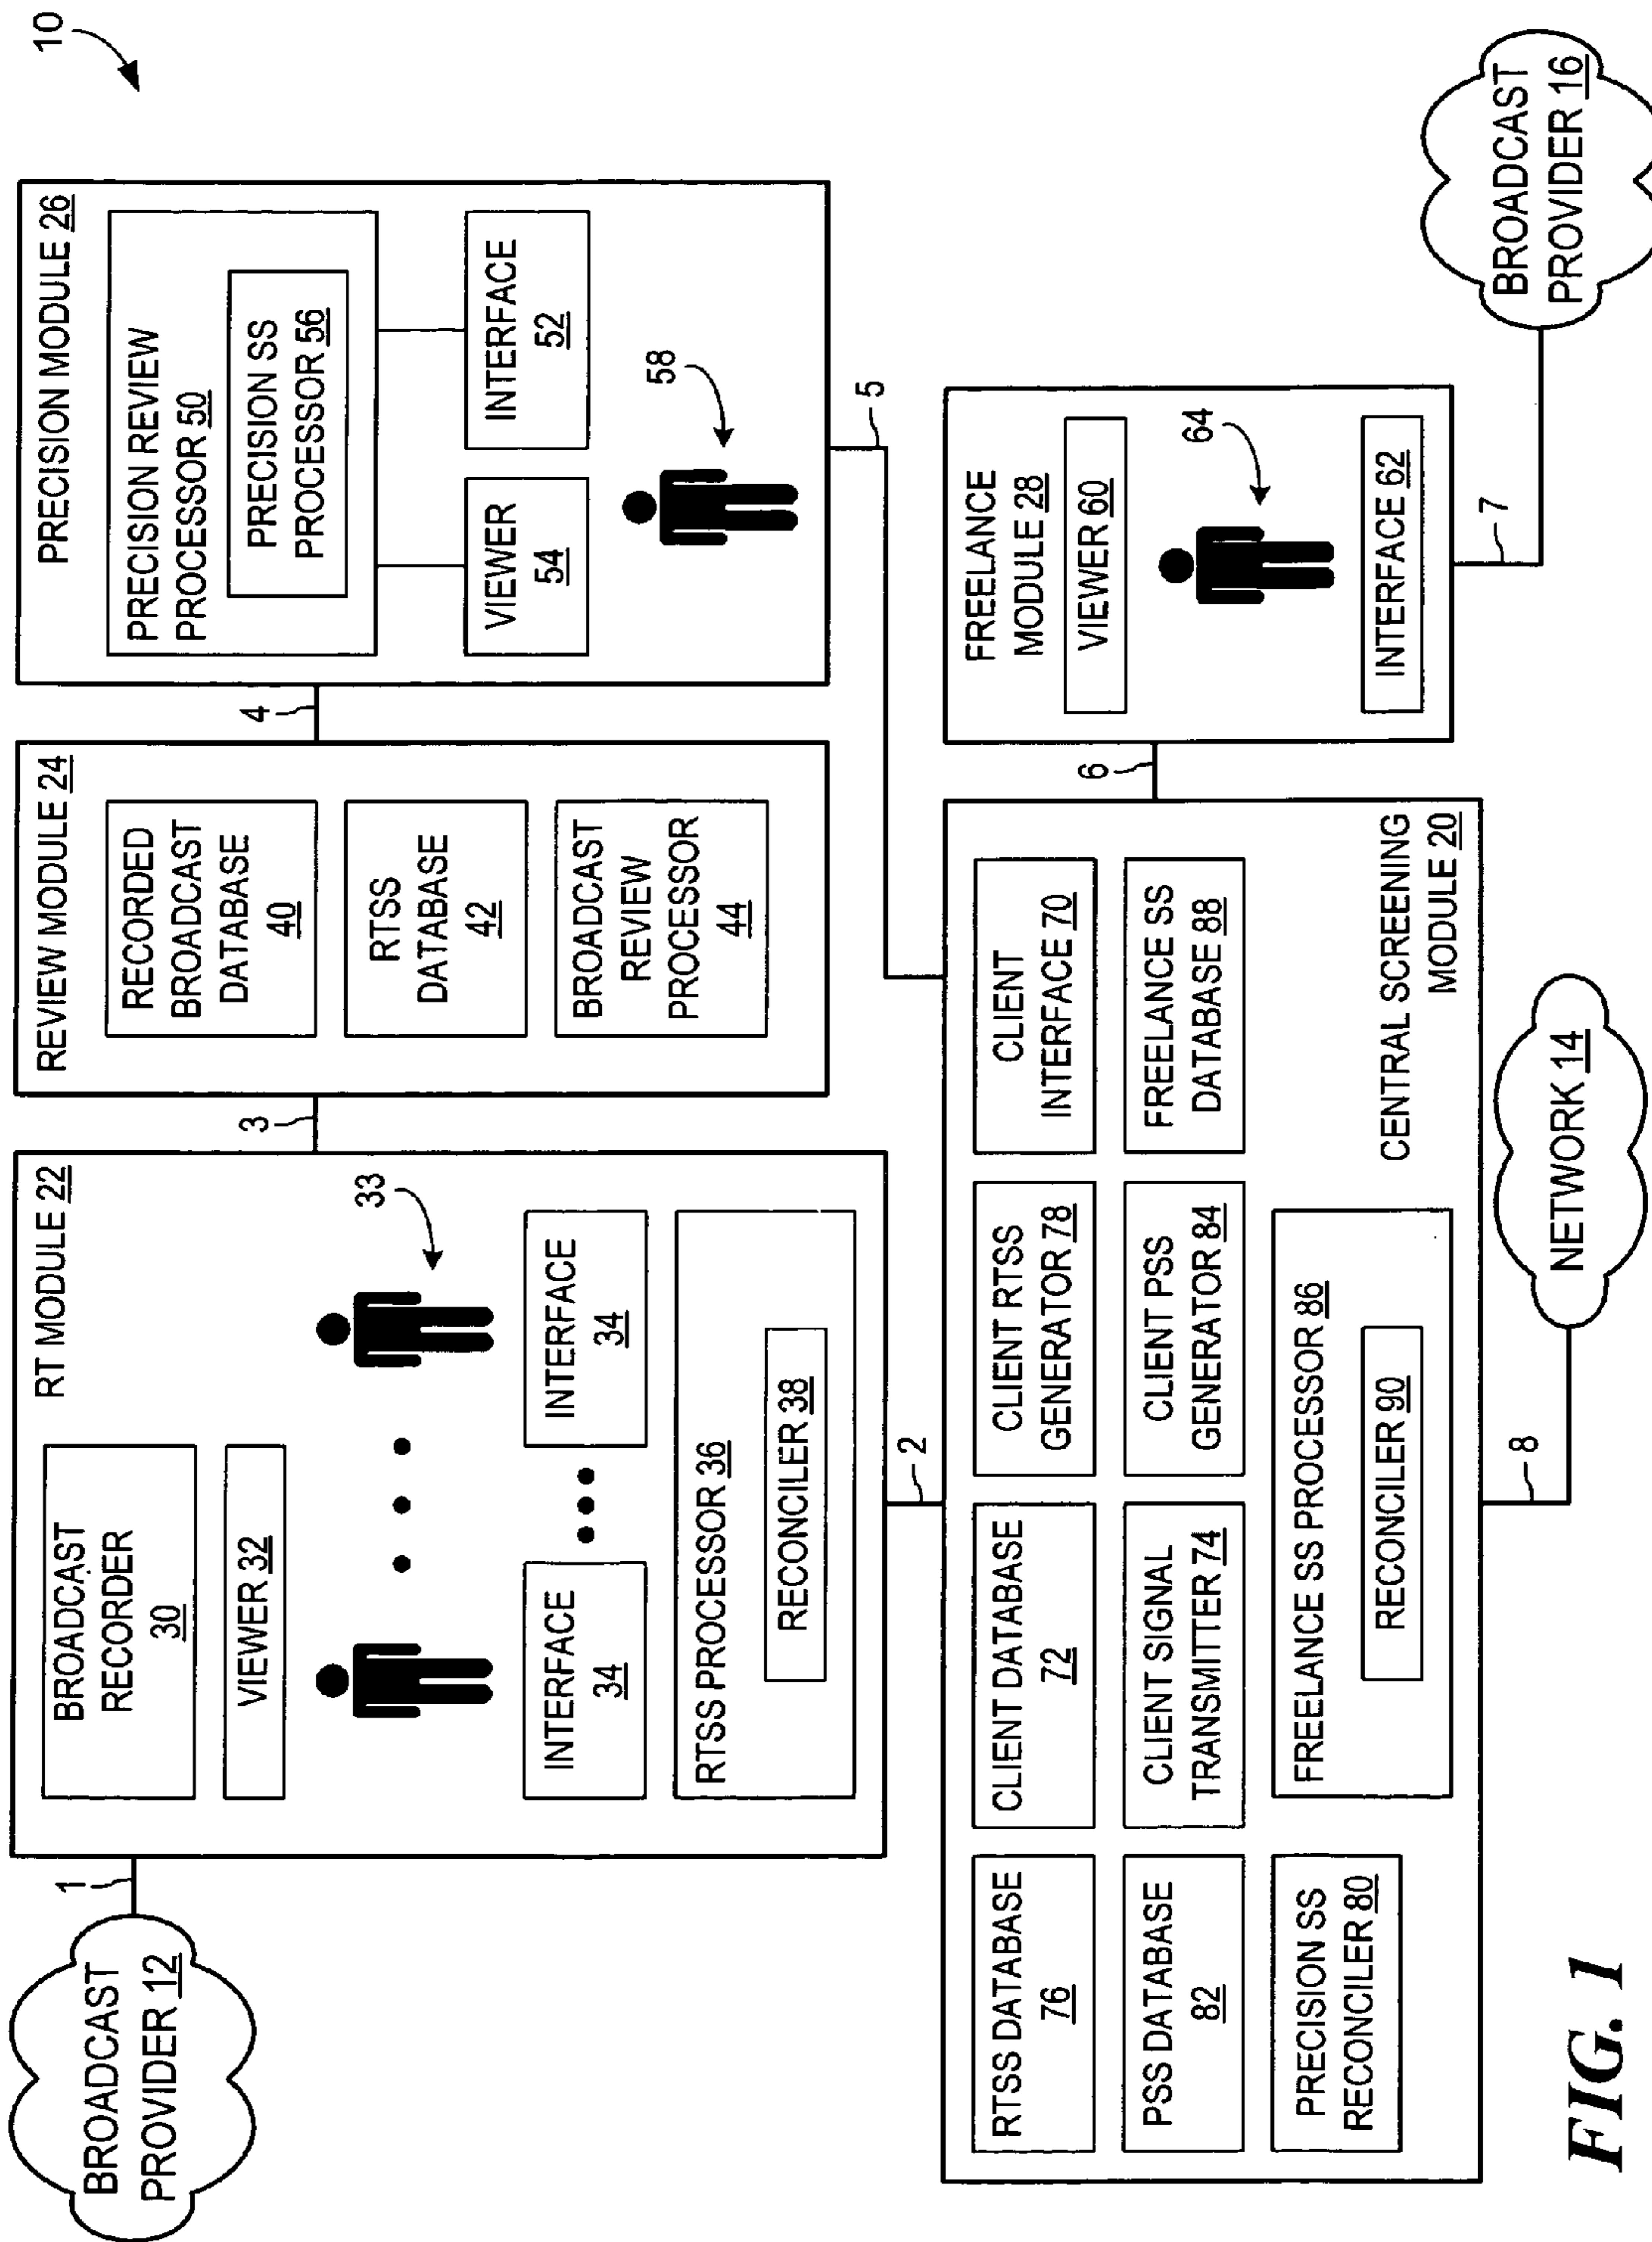 10
BROADCAST
PROVIDER 12
1
RT MODULE 22
BROADCAST
RECORDER
30
VIEWER 32
33
INTERFACE
34
INTERFACE
34
RTSS PROCESSOR 36
RECONCILER 38
3
REVIEW MODULE 24
RECORDED
BROADCAST
DATABASE
40
RTSS
DATABASE
42
BROADCAST
REVIEW
PROCESSOR
44
4
PRECISION MODULE 26
PRECISION REVIEW
PROCESSOR 50
PRECISION SS
PROCESSOR 56
VIEWER
54
INTERFACE
52
58
2
5
RTSS DATABASE
76
CLIENT DATABASE
72
CLIENT RTSS
GENERATOR 78
CLIENT
INTERFACE 70
PSS DATABASE
82
CLIENT SIGNAL
TRANSMITTER 74
CLIENT PSS
GENERATOR 84
FREELANCE SS
DATABASE 88
PRECISION SS
RECONCILER 80
FREELANCE SS PROCESSOR 86
RECONCILER 90
CENTRAL SCREENING
MODULE 20
6
FREELANCE
MODULE 28
VIEWER 60
64
INTERFACE 62
7
BROADCAST
PROVIDER 16
8
NETWORK 14
FIG. 1